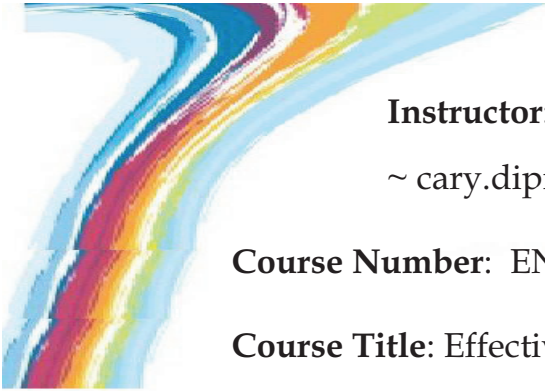 Instructor:
~ cary.dip
Course Number: EN
Course Title: Effectiv